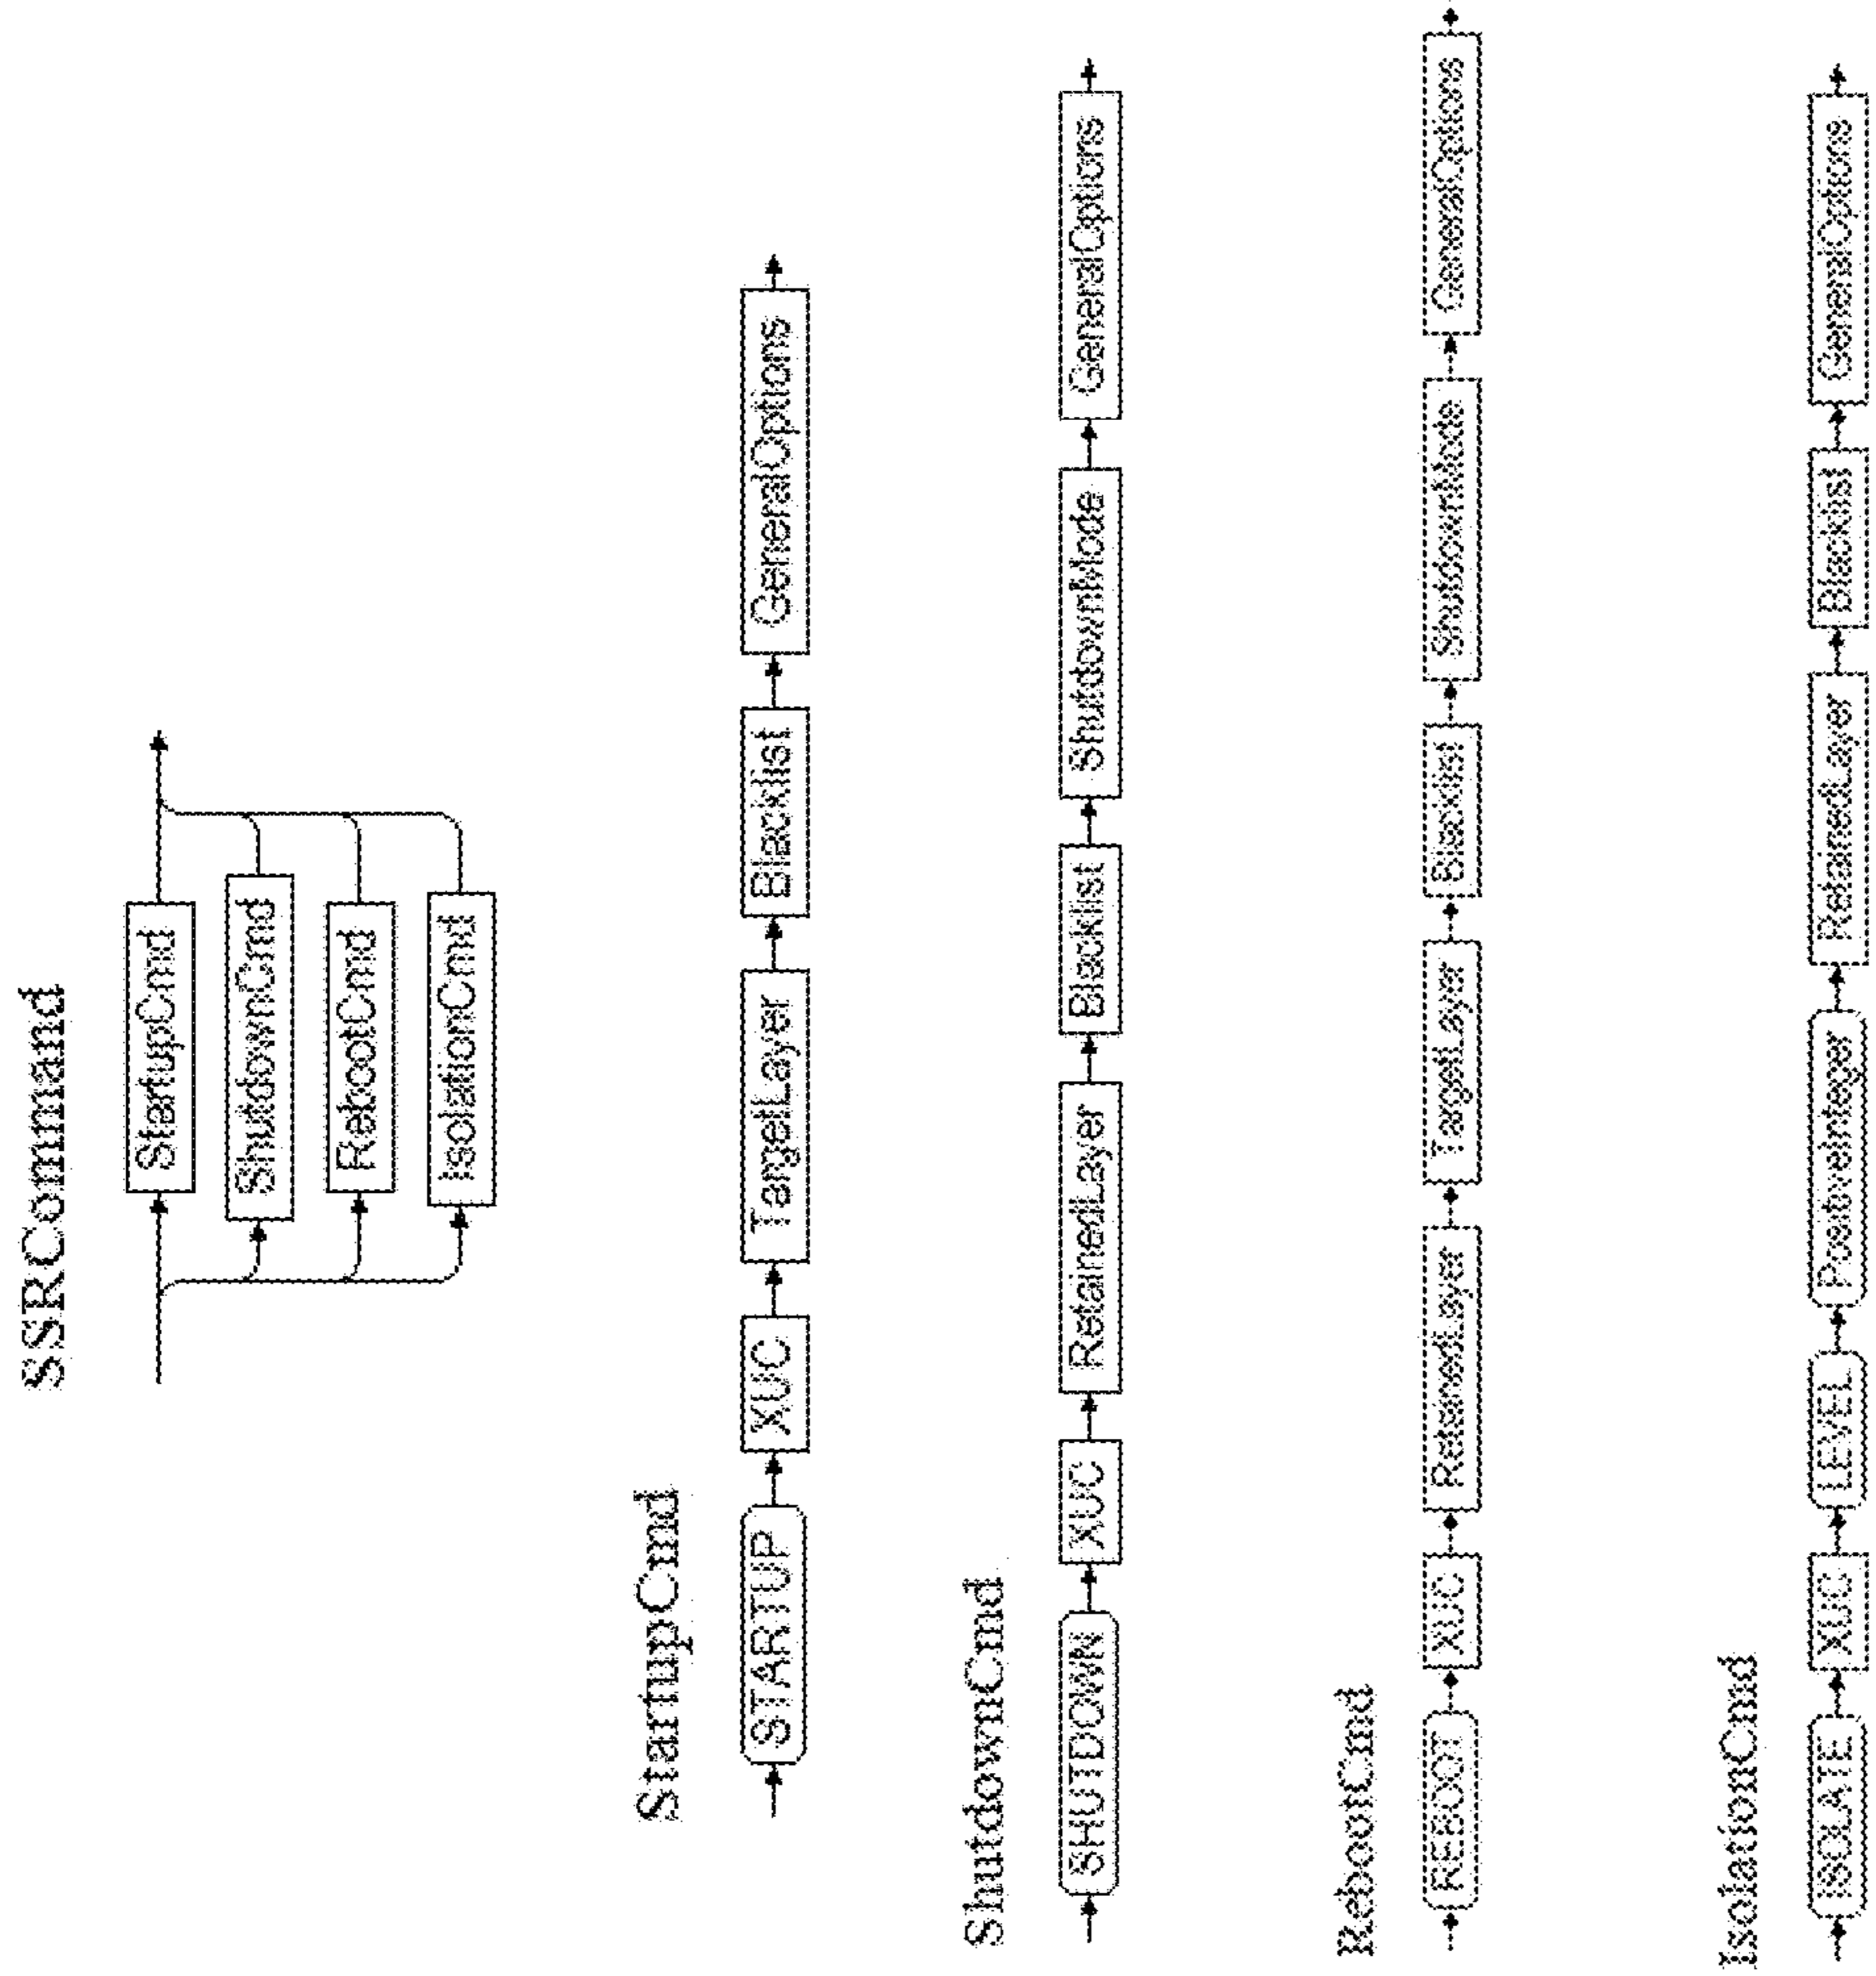 SSRCommand
StartupCmd
ShutdownCmd
RebootCmd
IsolationCmd
StartupCmd
STARTUP XUC TargetLayer Blacklist GeneralOptions
ShutdownCmd
SHUTDOWN XUC RetainedLayer Blacklist ShutdownMode GeneralOptions
RebootCmd
REBOOT XUC RetainedLayer TargetLayer Blacklist ShutdownMode GeneralOptions
IsolationCmd
ISOLATE XUC LEVEL PositiveInteger RetainedLayer Blacklist GeneralOptions